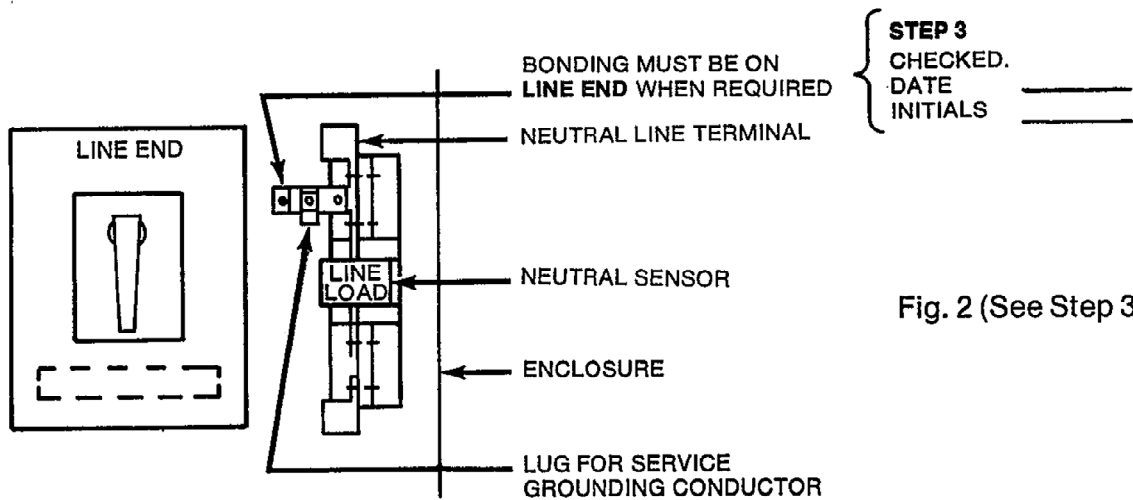 BONDING MUST BE ON
LINE END WHEN REQUIRED
STEP 3
CHECKED.
DATE
INITIALS
NEUTRAL LINE TERMINAL
LINE END
LINE
LOAD
NEUTRAL SENSOR
Fig. 2 (See Step 3
ENCLOSURE
LUG FOR SERVICE
GROUNDING CONDUCTOR